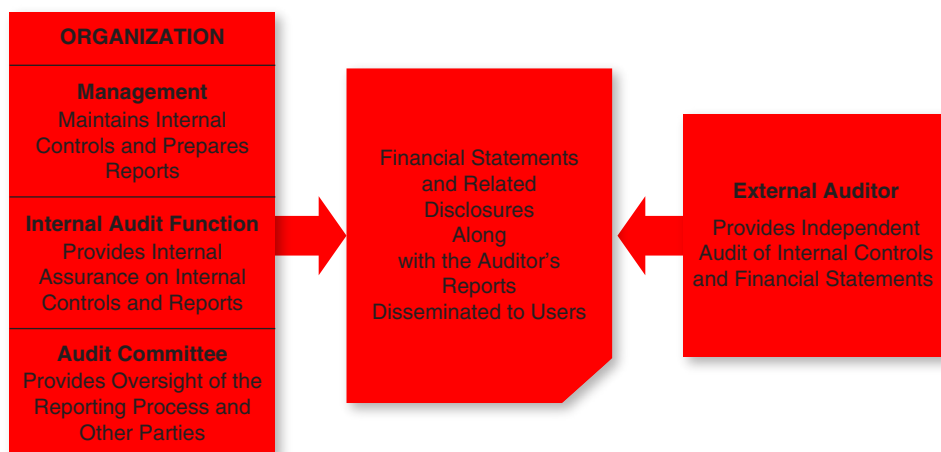 ORGANIZATION
Management
Maintains Internal
Controls and Prepares
Reports
Internal Audit Function
Provides Internal
Assurance on Internal
Controls and Reports
Audit Committee
Provides Oversight of the
Reporting Process and
Other Parties
Financial Statements
and Related
Disclosures
Along
with the Auditor’s
Reports
Disseminated to Users
External Auditor
Provides Independent
Audit of Internal Controls
and Financial Statements